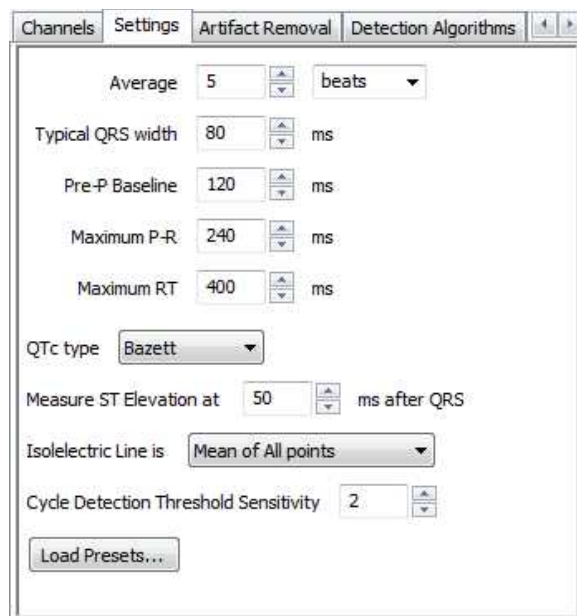 Channels Settings Artifact Removal Detection Algorithms
Average 5 beats
Typical QRS width 80 ms
Pre-P Baseline 120 ms
Maximum P-R 240 ms
Maximum RT 400 ms
QTc type Bazett
Measure ST Elevation at 50 ms after QRS
Isolelectric Line is Mean of All points
Cycle Detection Threshold Sensitivity 2
Load Presets...